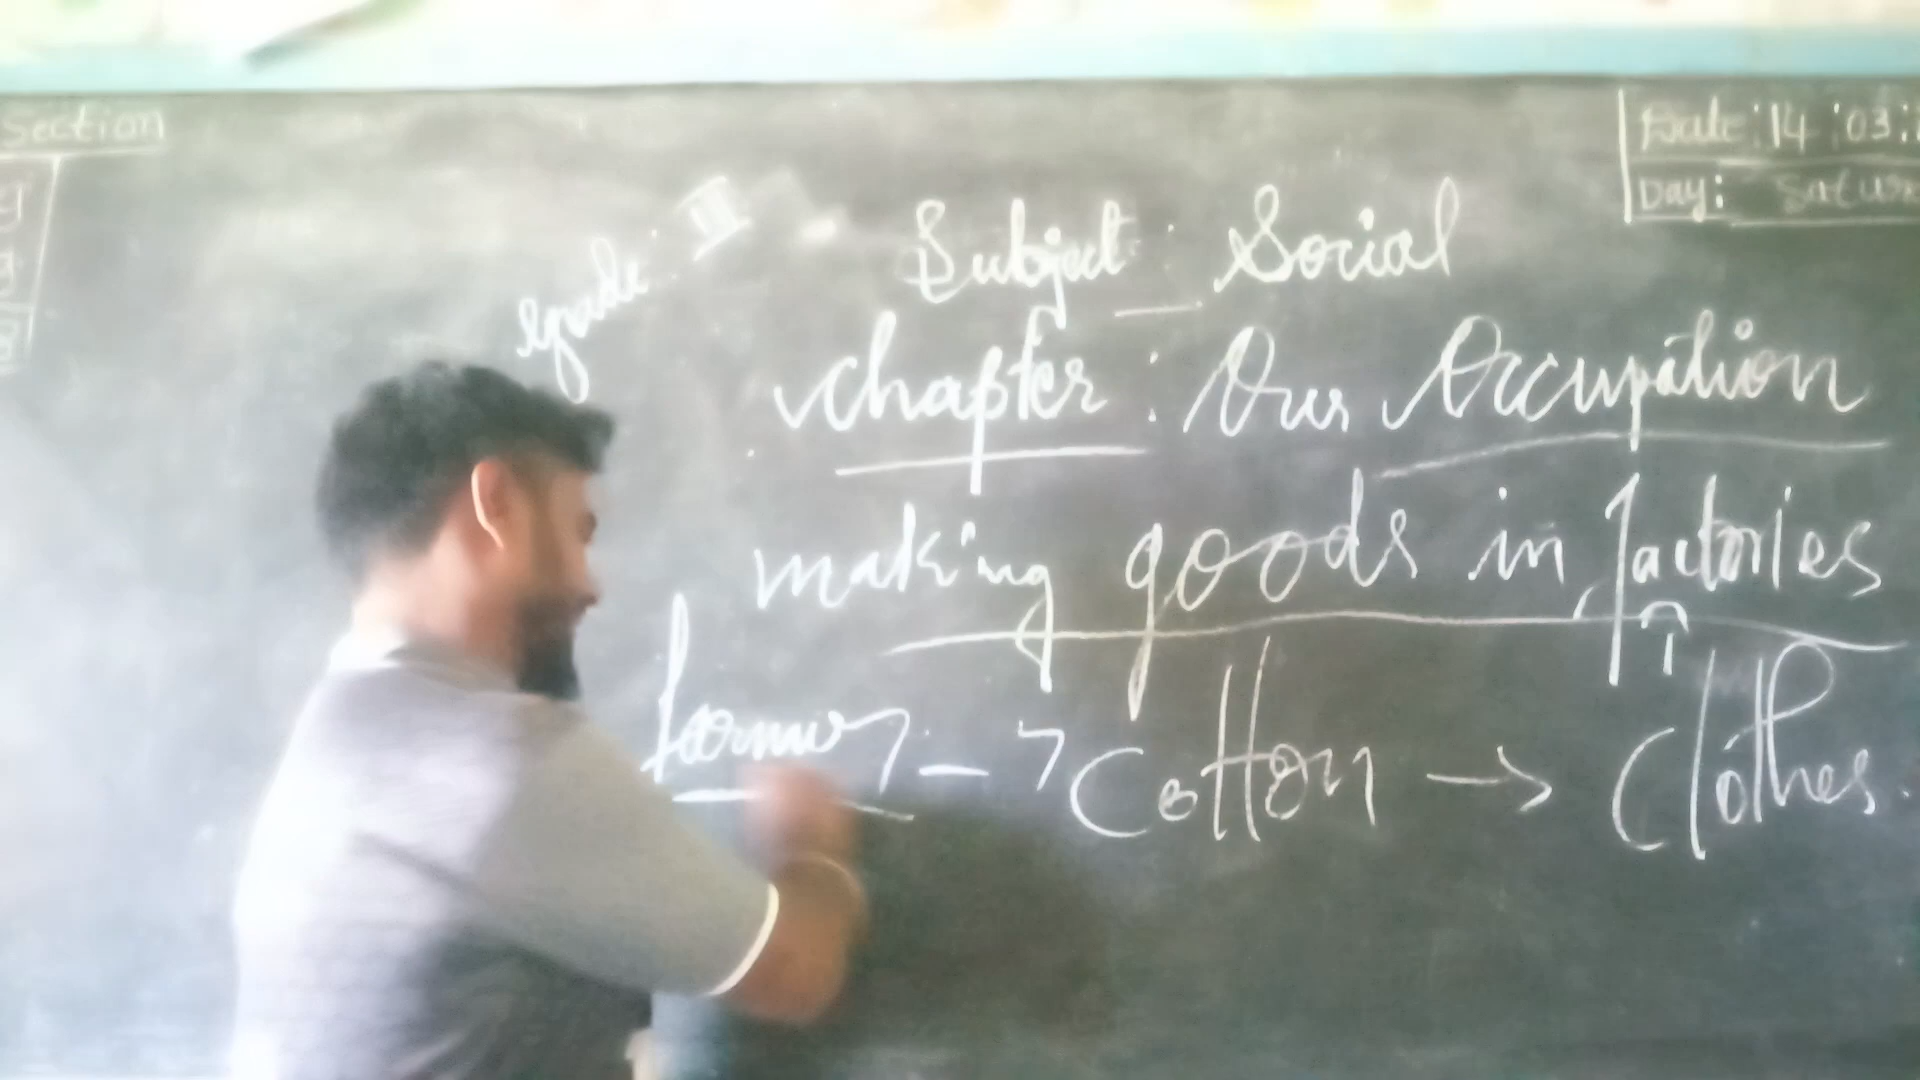 Section
Date: 14:03:
Day: Satur
Grade: III
Subject: Social
Chapter: Our Occupation
making goods in factories
farmer -> Cotton -> Clothes.